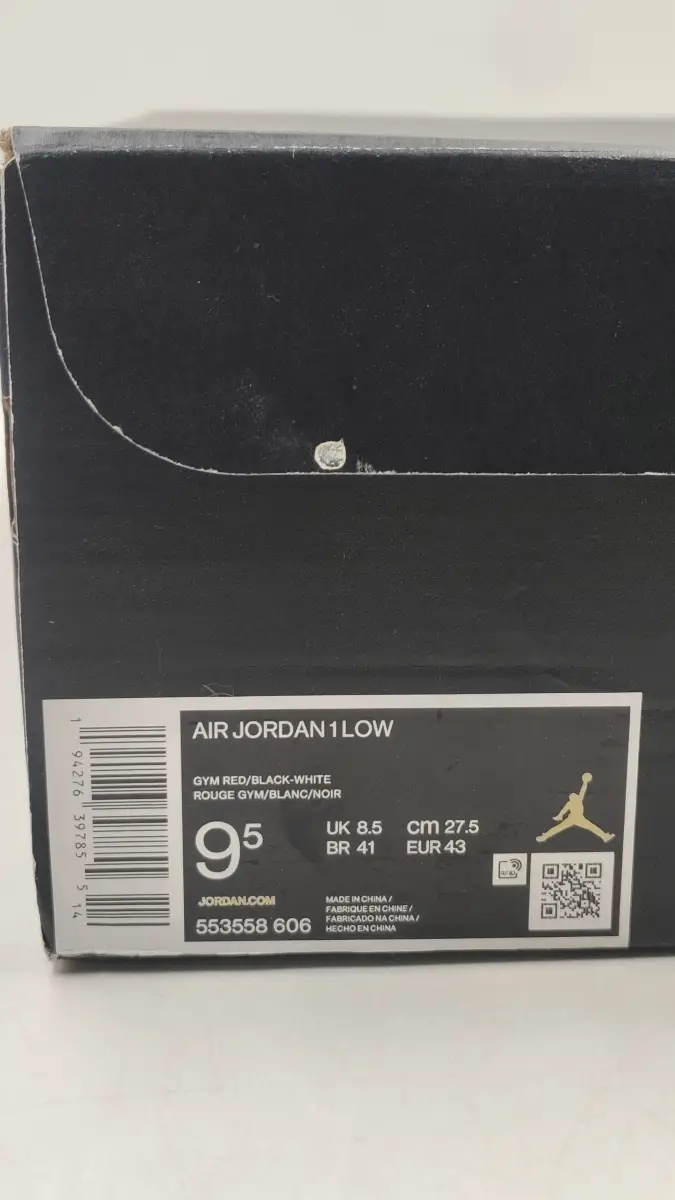 AIR JORDAN 1 LOW
GYM RED/BLACK-WHITE
ROUGE GYM/BLANC/NOIR
9 5
UK 8.5 cm 27.5
BR 41 EUR 43
JORDAN.COM
553558 606
MADE IN CHINA /
FABRIQUE EN CHINE /
FABRICADO NA CHINA /
HECHO EN CHINA
1 94276 39785 5 14